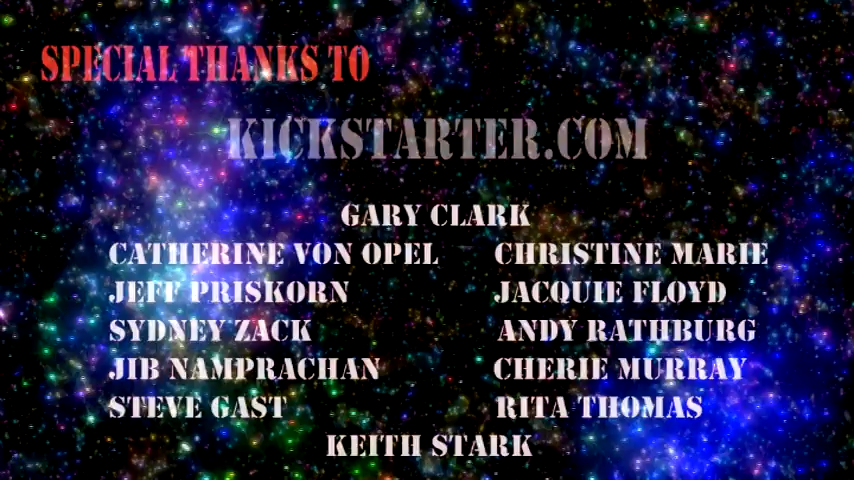 SPECIAL THANKS TO
KICKSTARTER.COM
GARY CLARK
CATHERINE VON OPEL CHRISTINE MARIE
JEFF PRISKORN JACQUIE FLOYD
SYDNEY ZACK ANDY RATHBURG
JIB NAMPRACHAN CHERIE MURRAY
STEVE GAST RITA THOMAS
KEITH STARK